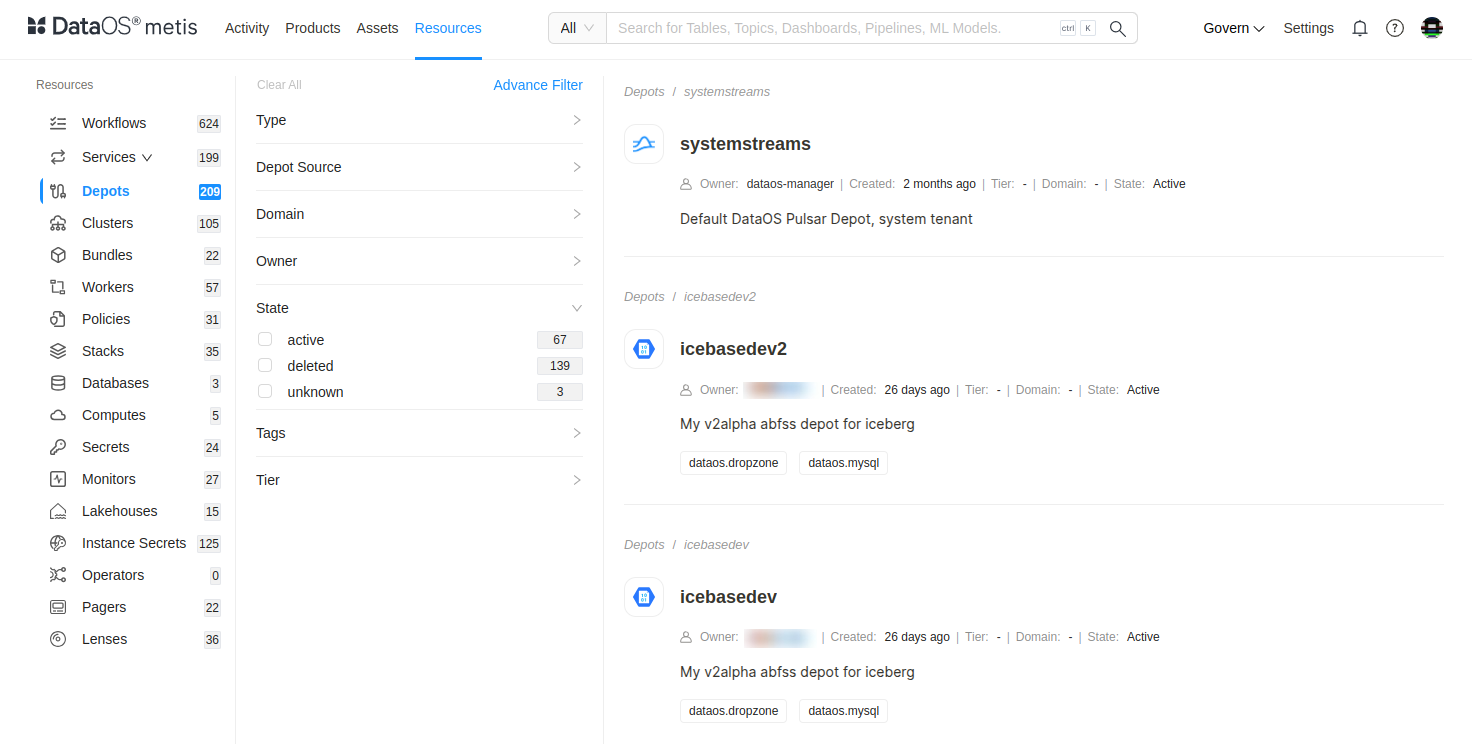 DataOS® metis Activity Products Assets Resources All Search for Tables, Topics, Dashboards, Pipelines, ML Models. ctrl K Govern Settings ?
Resources
Workflows 624
Services 199
Depots 209
Clusters 105
Bundles 22
Workers 57
Policies 31
Stacks 35
Databases 3
Computes 5
Secrets 24
Monitors 27
Lakehouses 15
Instance Secrets 125
Operators 0
Pagers 22
Lenses 36
Clear All Advance Filter
Type
Depot Source
Domain
Owner
State
active 67
deleted 139
unknown 3
Tags
Tier
Depots / systemstreams
systemstreams
Owner: dataos-manager | Created: 2 months ago | Tier: - | Domain: - | State: Active
Default DataOS Pulsar Depot, system tenant
Depots / icebasedev2
icebasedev2
Owner: | Created: 26 days ago | Tier: - | Domain: - | State: Active
My v2alpha abfss depot for iceberg
dataos.dropzone dataos.mysql
Depots / icebasedev
icebasedev
Owner: | Created: 26 days ago | Tier: - | Domain: - | State: Active
My v2alpha abfss depot for iceberg
dataos.dropzone dataos.mysql